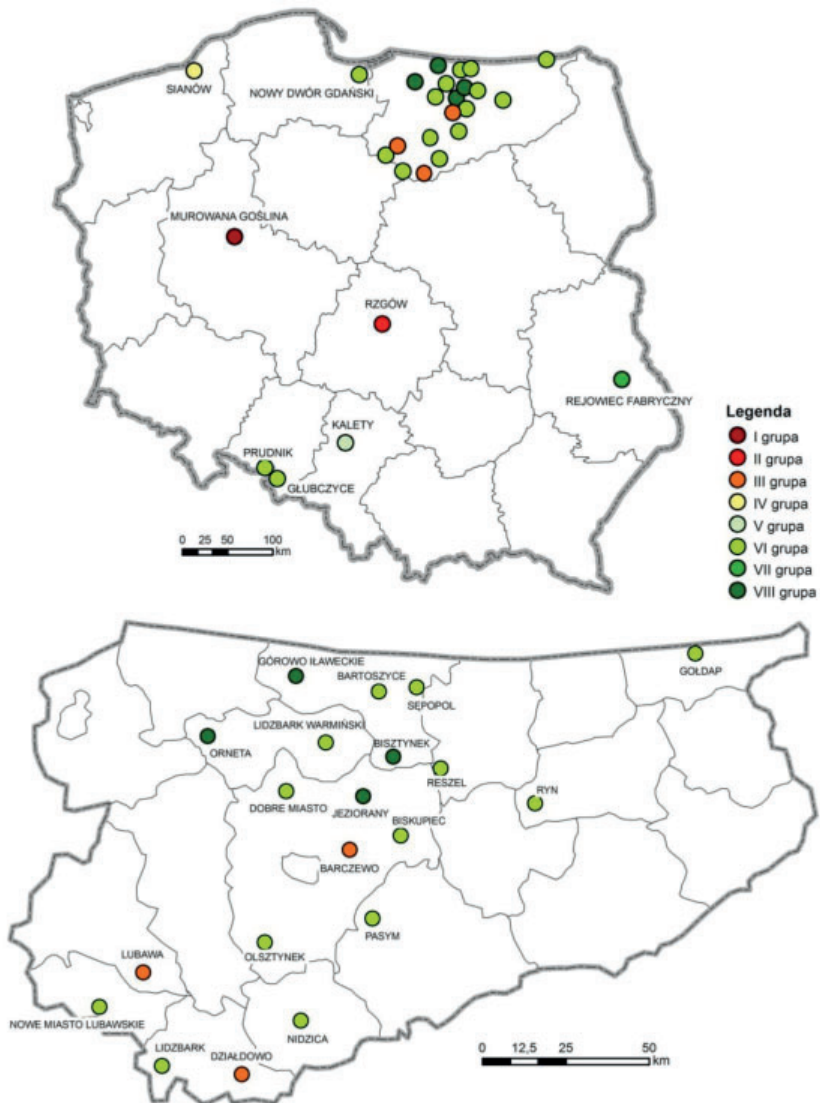 SIANÓW
NOWY DWÓR GDAŃSKI
MUROWANA GOŚLINA
RZGÓW
REJOWIEC FABRYCZNY
KALETY
PRUDNIK
GŁUBCZYCE
0 25 50 100
km
Legenda
I grupa
II grupa
III grupa
IV grupa
V grupa
VI grupa
VII grupa
VIII grupa
GÓROWO IŁAWECKIE
GOŁDAP
BARTOSZYCE
SĘPOPOL
LIDZBARK WARMIŃSKI
ORNETA
BISZTYNEK
RESZEL
RYN
DOBRE MIASTO
JEZIORANY
BISKUPIEC
BARCZEWO
PASYM
OLSZTYNEK
LUBAWA
NOWE MIASTO LUBAWSKIE
NIDZICA
LIDZBARK
DZIAŁDOWO
0 12,5 25 50
km